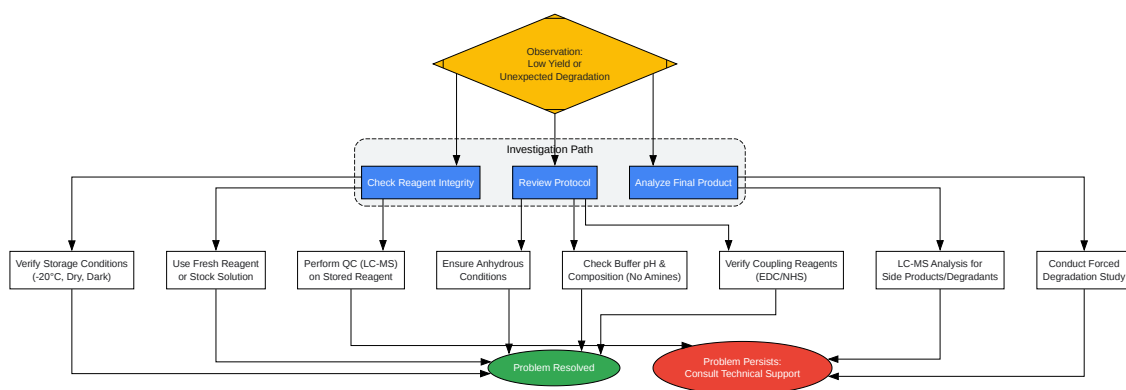 Observation:
Low Yield or
Unexpected Degradation
Investigation Path
Check Reagent Integrity
Review Protocol
Analyze Final Product
Verify Storage Conditions
(-20°C, Dry, Dark)
Use Fresh Reagent
or Stock Solution
Perform QC (LC-MS)
on Stored Reagent
Ensure Anhydrous
Conditions
Check Buffer pH
& Composition (No Amines)
Verify Coupling Reagents
(EDC/NHS)
LC-MS Analysis for
Side Products/Degradants
Conduct Forced
Degradation Study
Problem Resolved
Problem Persists:
Consult Technical Support